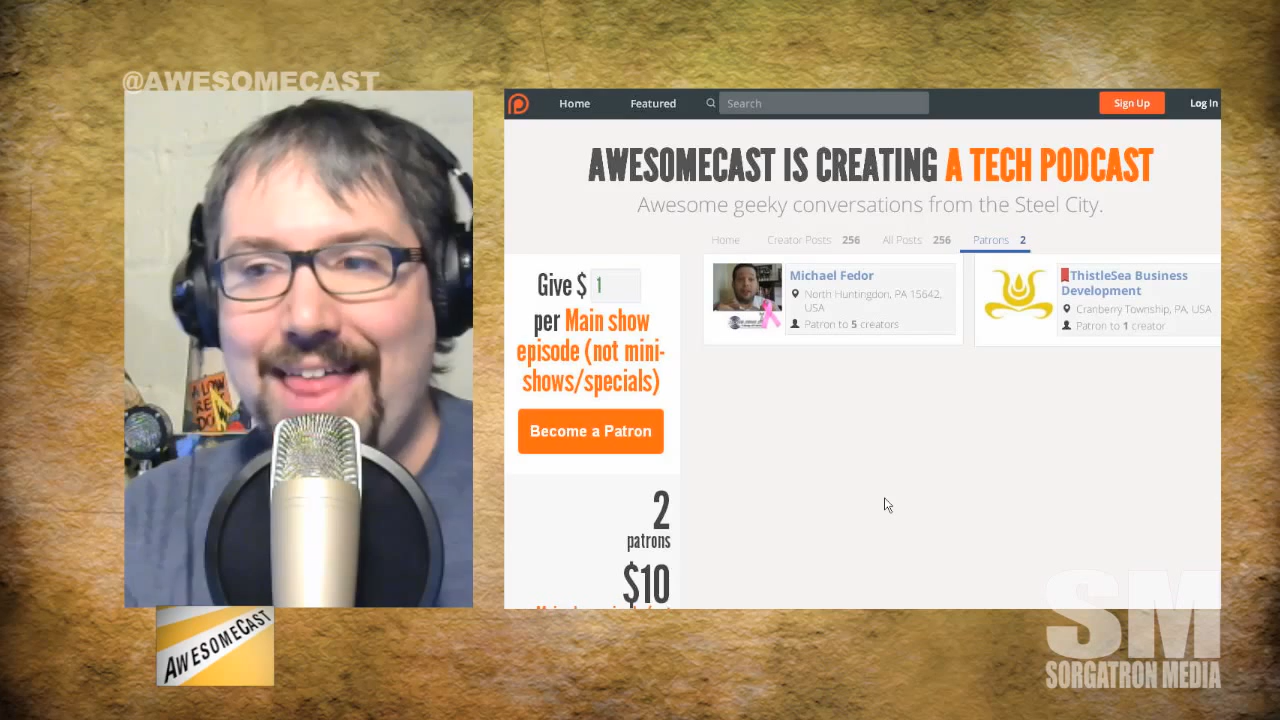 @AWESOMECAST
Home
Featured
Search
Sign Up
Log In
AWESOMECAST IS CREATING A TECH PODCAST
Awesome geeky conversations from the Steel City.
Home
Creator Posts 256
All Posts 256
Patrons 2
Give $ 1
per Main show
episode (not mini-
shows/specials)
Become a Patron
2
patrons
$10
Michael Fedor
North Huntingdon, PA 15642,
USA
Patron to 5 creators
ThistleSea Business
Development
Cranberry Township, PA, USA
Patron to 1 creator
A LOW
RE
DOW
AWESOMECAST
SM
SORGATRON MEDIA